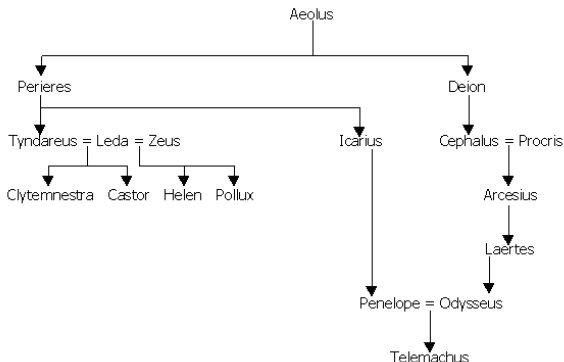 Aeolus
Perieres Deion
Tyndareus = Leda = Zeus Icarius Cephalus = Procris
Clytemnestra Castor Helen Pollux Arcesius
Laertes
Penelope = Odysseus
Telemachus